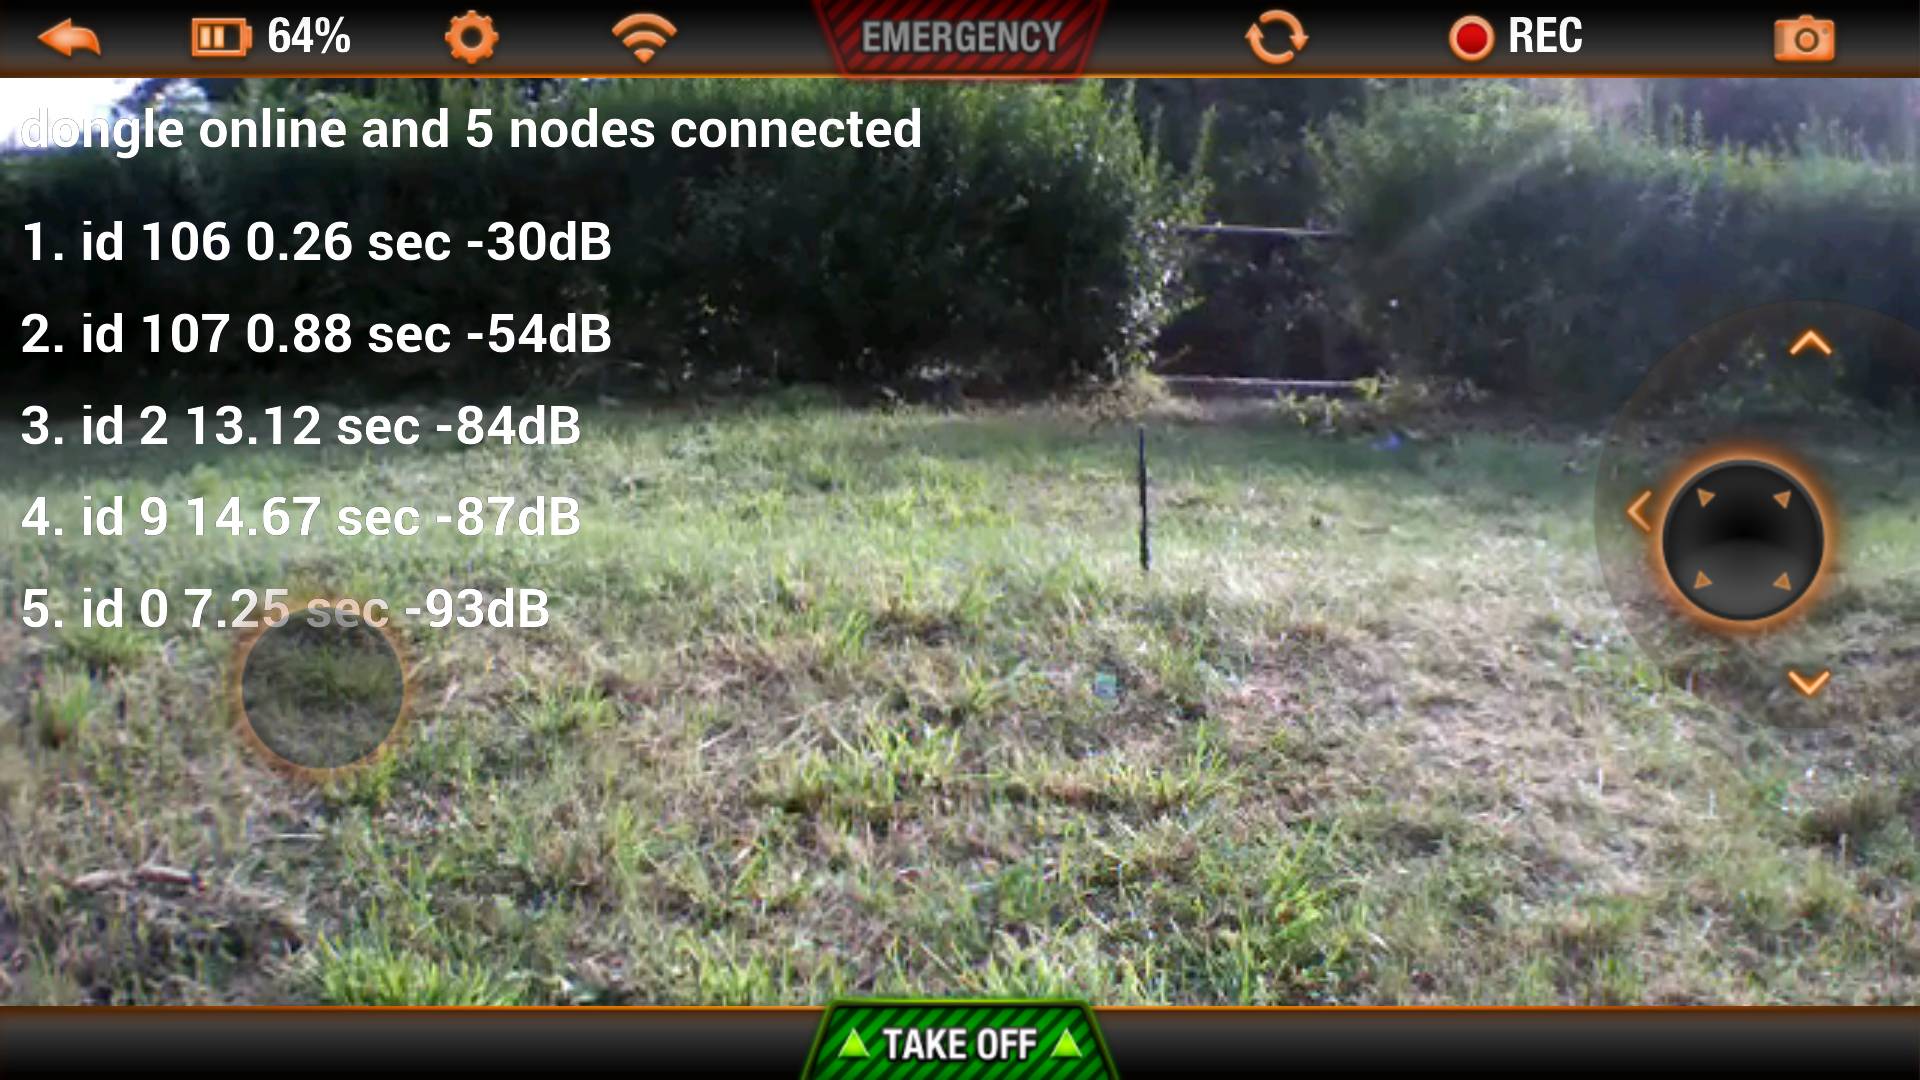 64%
EMERGENCY
REC
dongle online and 5 nodes connected
1. id 106 0.26 sec -30dB
2. id 107 0.88 sec -54dB
3. id 2 13.12 sec -84dB
4. id 9 14.67 sec -87dB
5. id 0 7.25 sec -93dB
TAKE OFF